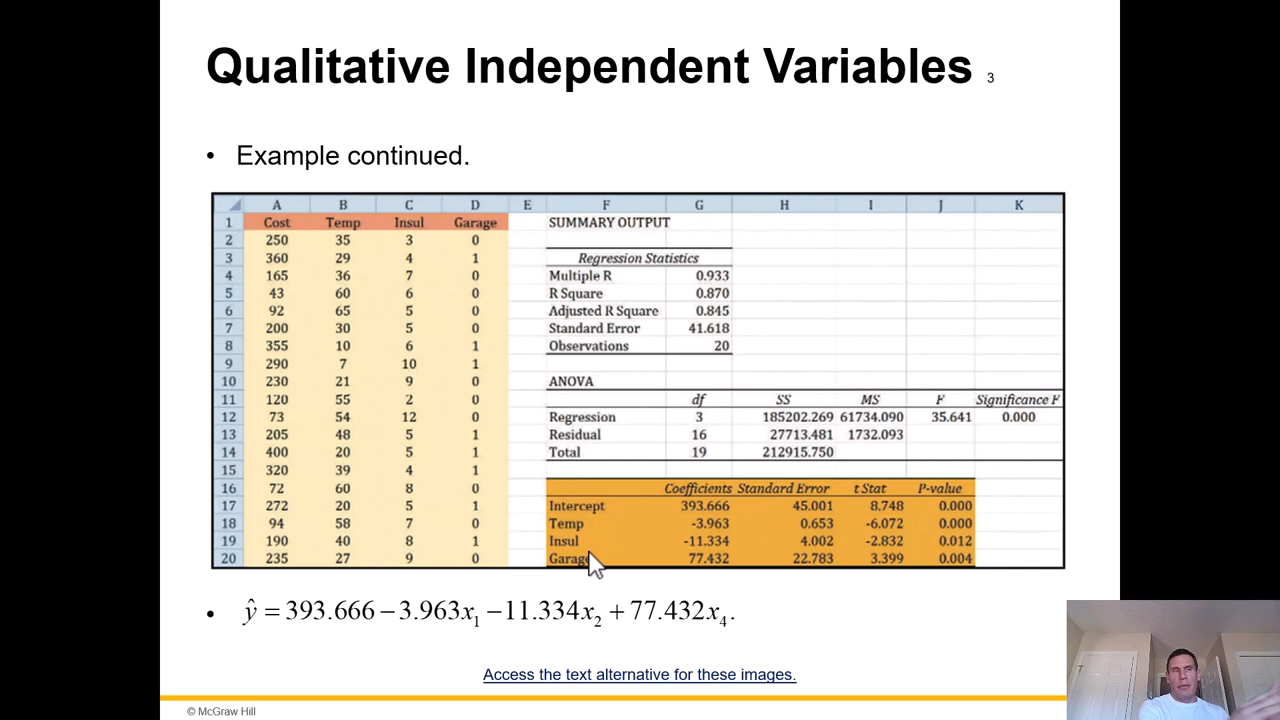 Qualitative Independent Variables 3
• Example continued.
A B C D E F G H I J K
1 Cost Temp Insul Garage SUMMARY OUTPUT
2 250 35 3 0
3 360 29 4 1 Regression Statistics
4 165 36 7 0 Multiple R 0.933
5 43 60 6 0 R Square 0.870
6 92 65 5 0 Adjusted R Square 0.845
7 200 30 5 0 Standard Error 41.618
8 355 10 6 1 Observations 20
9 290 7 10 1
10 230 21 9 0 ANOVA
11 120 55 2 0 df SS MS F Significance F
12 73 54 12 0 Regression 3 185202.269 61734.090 35.641 0.000
13 205 48 5 1 Residual 16 27713.481 1732.093
14 400 20 5 1 Total 19 212915.750
15 320 39 4 1
16 72 60 8 0 Coefficients Standard Error t Stat P-value
17 272 20 5 1 Intercept 393.666 45.001 8.748 0.000
18 94 58 7 0 Temp -3.963 0.653 -6.072 0.000
19 190 40 8 1 Insul -11.334 4.002 -2.832 0.012
20 235 27 9 0 Garage 77.432 22.783 3.399 0.004
• ŷ = 393.666 − 3.963x₁ − 11.334x₂ + 77.432x₄.
Access the text alternative for these images.
© McGraw Hill